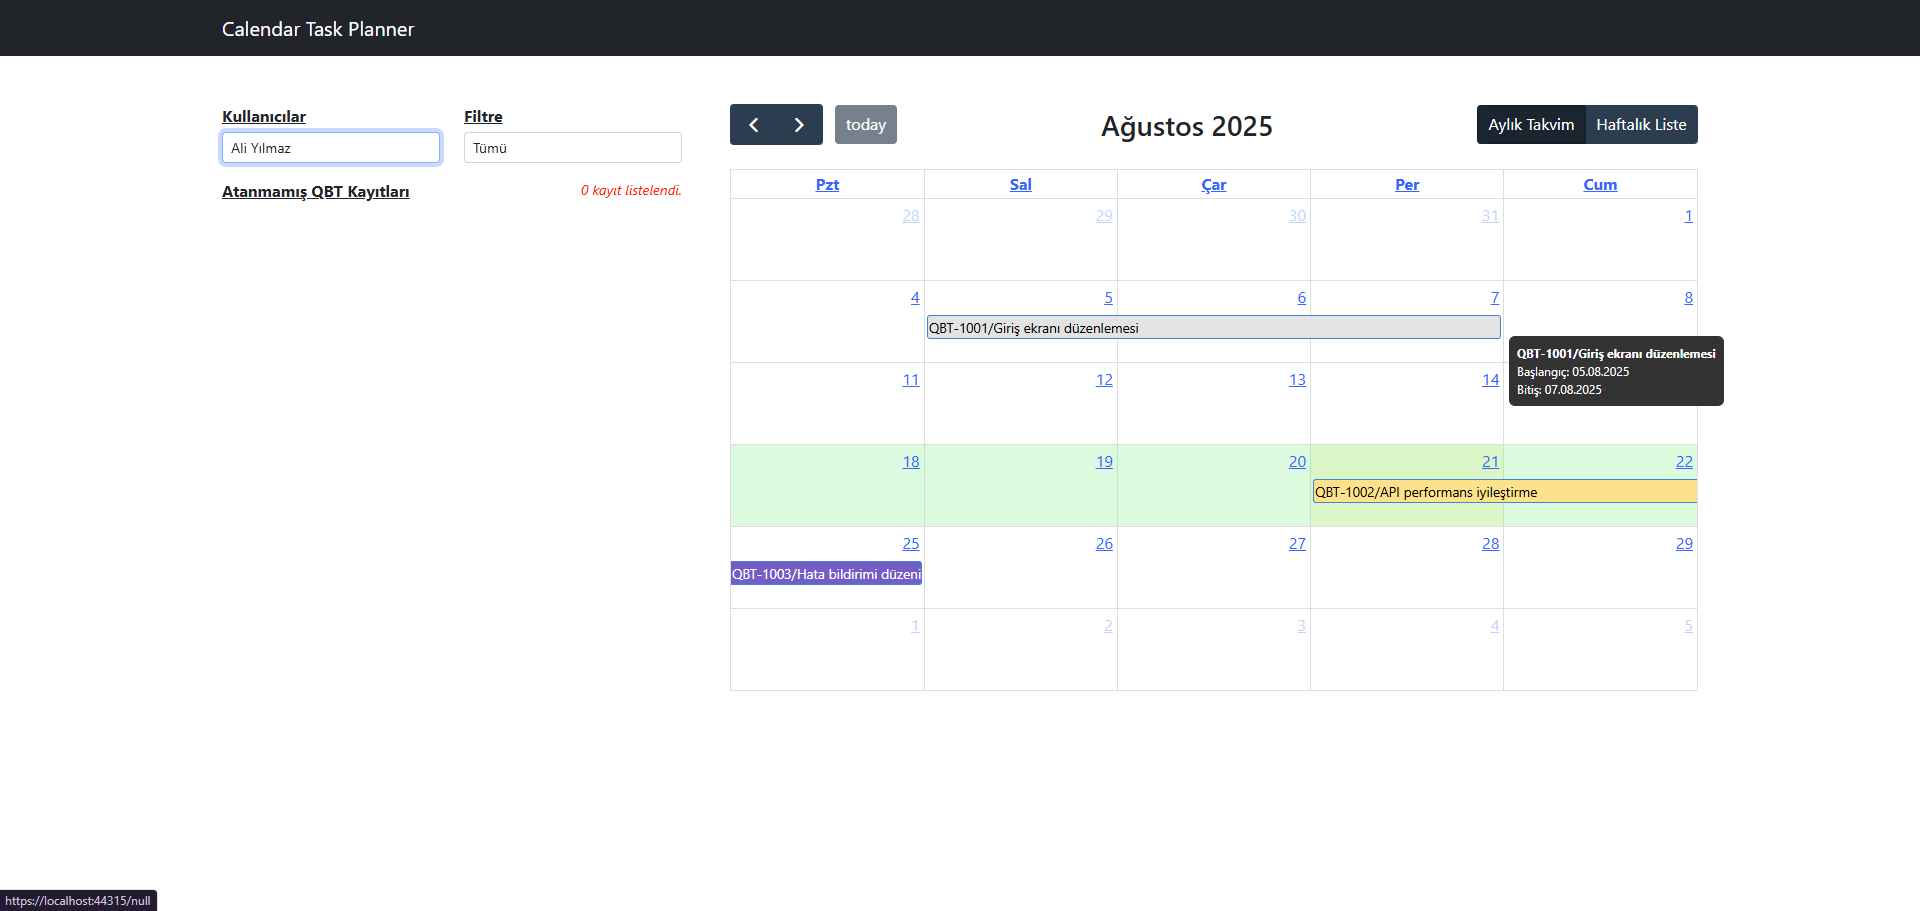 Calendar Task Planner
Kullanıcılar
Filtre
Ali Yılmaz
Tümü
Atanmamış QBT Kayıtları
0 kayıt listelendi.
today
Ağustos 2025
Aylık Takvim
Haftalık Liste
Pzt Sal Çar Per Cum
28 29 30 31 1
4 5 6 7 8
QBT-1001/Giriş ekranı düzenlemesi
QBT-1001/Giriş ekranı düzenlemesi
Başlangıç: 05.08.2025
Bitiş: 07.08.2025
11 12 13 14
18 19 20 21 22
QBT-1002/API performans iyileştirme
25 26 27 28 29
QBT-1003/Hata bildirimi düzeni
1 2 3 4 5
https://localhost:44315/null